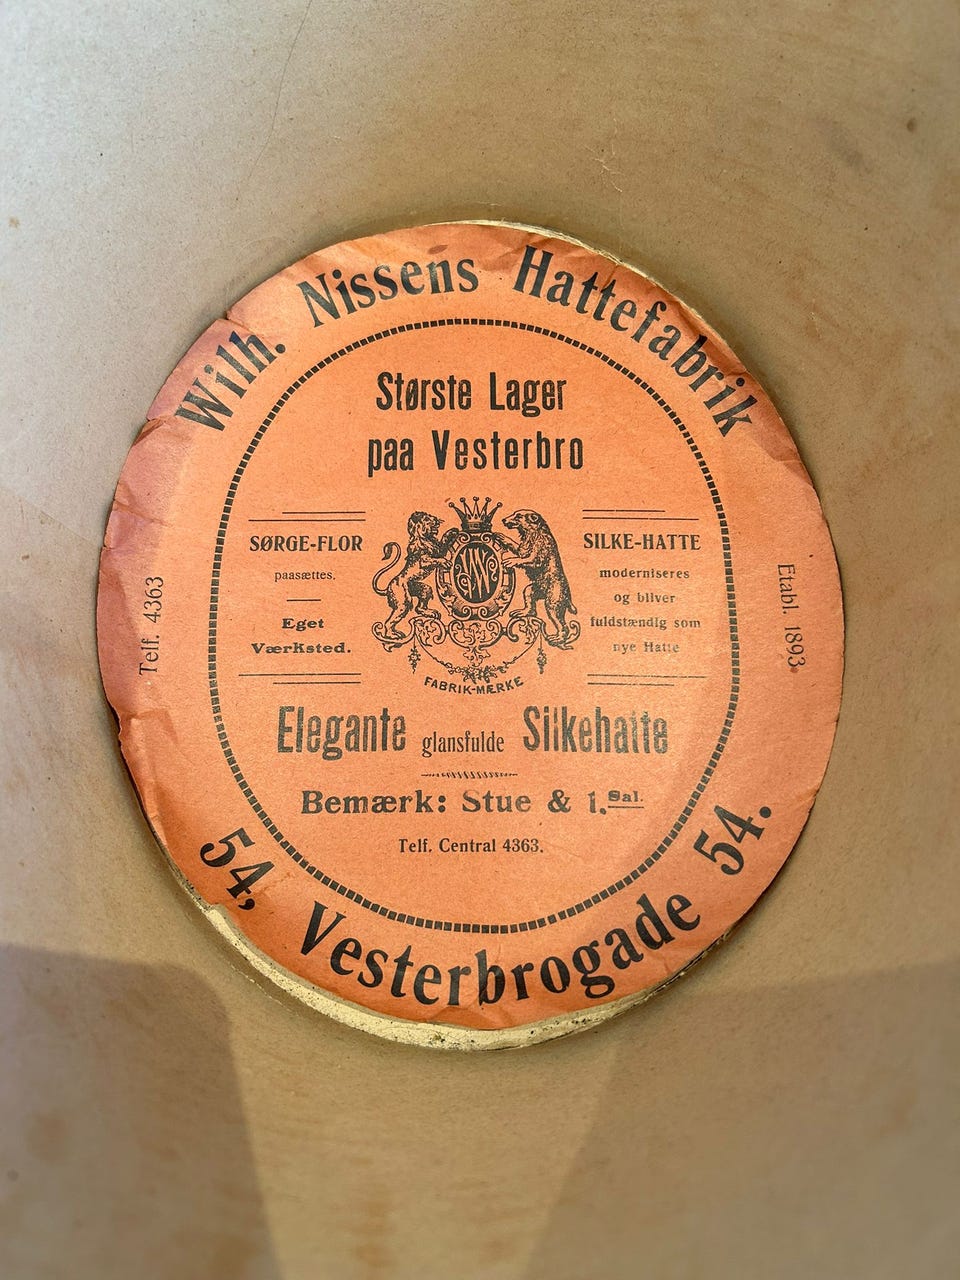 Wilh. Nissens Hattefabrik
Største Lager
paa Vesterbro
SØRGE-FLOR
paasættes.
Eget
Værksted.
SILKE-HATTE
moderniseres
og bliver
fuldstændig som
nye Hatte
FABRIK-MÆRKE
Telf. 4363
Etabl. 1893
Elegante glansfulde Silkehatte
Bemærk: Stue & 1. Sal.
Telf. Central 4363.
54, Vesterbrogade 54.